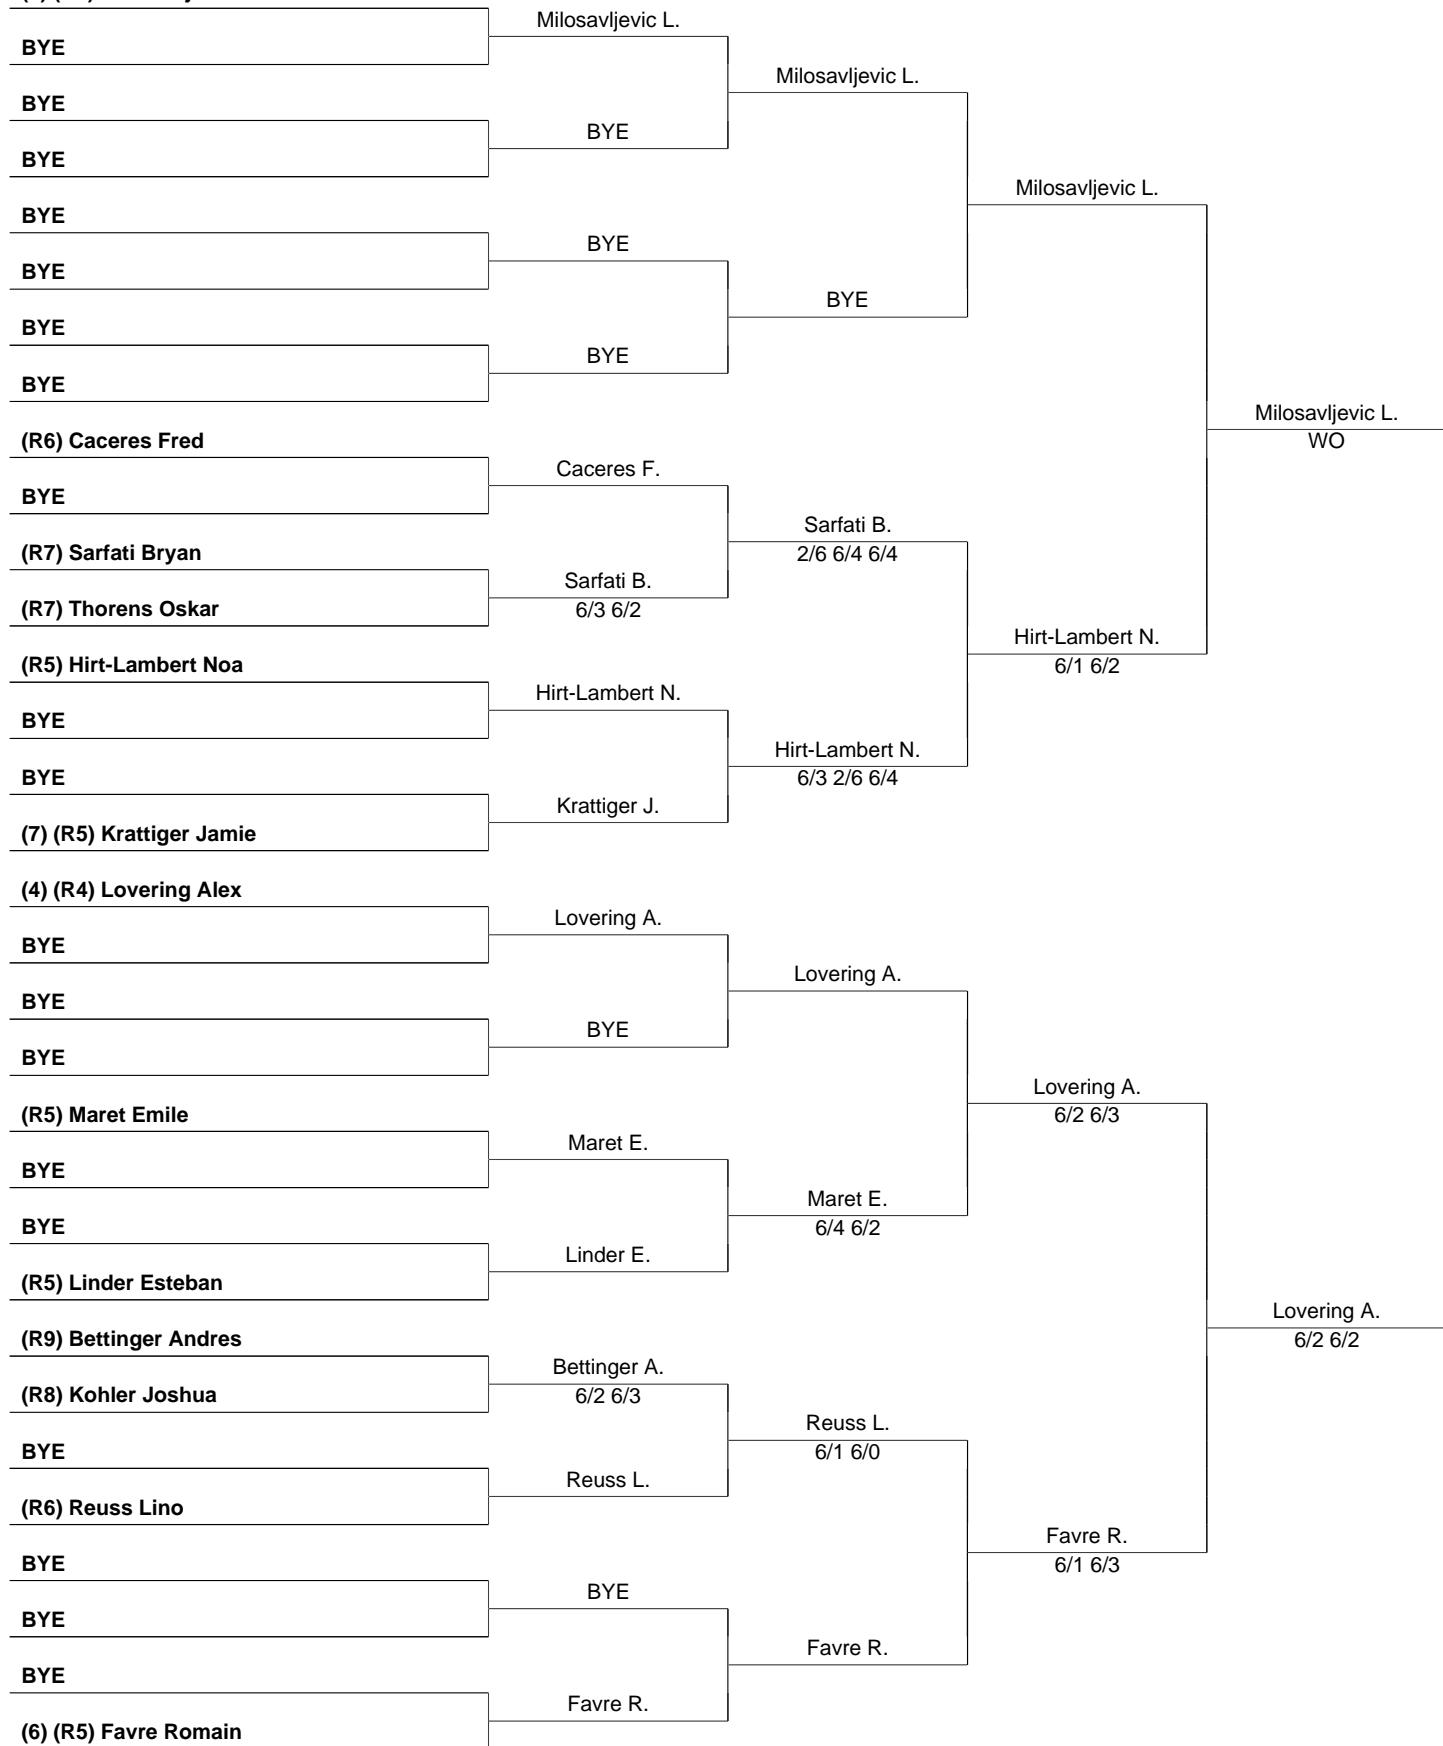 Milosavljevic L.
BYE
Milosavljevic L.
BYE
BYE
BYE
Milosavljevic L.
BYE
BYE
BYE
BYE
BYE
BYE
BYE
(R6) Caceres Fred
Milosavljevic L.
WO
Caceres F.
BYE
Sarfati B.
(R7) Sarfati Bryan
2/6 6/4 6/4
Sarfati B.
(R7) Thorens Oskar
6/3 6/2
Hirt-Lambert N.
(R5) Hirt-Lambert Noa
6/1 6/2
Hirt-Lambert N.
BYE
Hirt-Lambert N.
BYE
6/3 2/6 6/4
Krattiger J.
(7) (R5) Krattiger Jamie
(4) (R4) Lovering Alex
Lovering A.
BYE
Lovering A.
BYE
BYE
BYE
Lovering A.
(R5) Maret Emile
6/2 6/3
Maret E.
BYE
Maret E.
BYE
6/4 6/2
Linder E.
(R5) Linder Esteban
Lovering A.
(R9) Bettinger Andres
6/2 6/2
Bettinger A.
(R8) Kohler Joshua
6/2 6/3
Reuss L.
BYE
6/1 6/0
Reuss L.
(R6) Reuss Lino
Favre R.
BYE
6/1 6/3
BYE
BYE
Favre R.
BYE
Favre R.
(6) (R5) Favre Romain